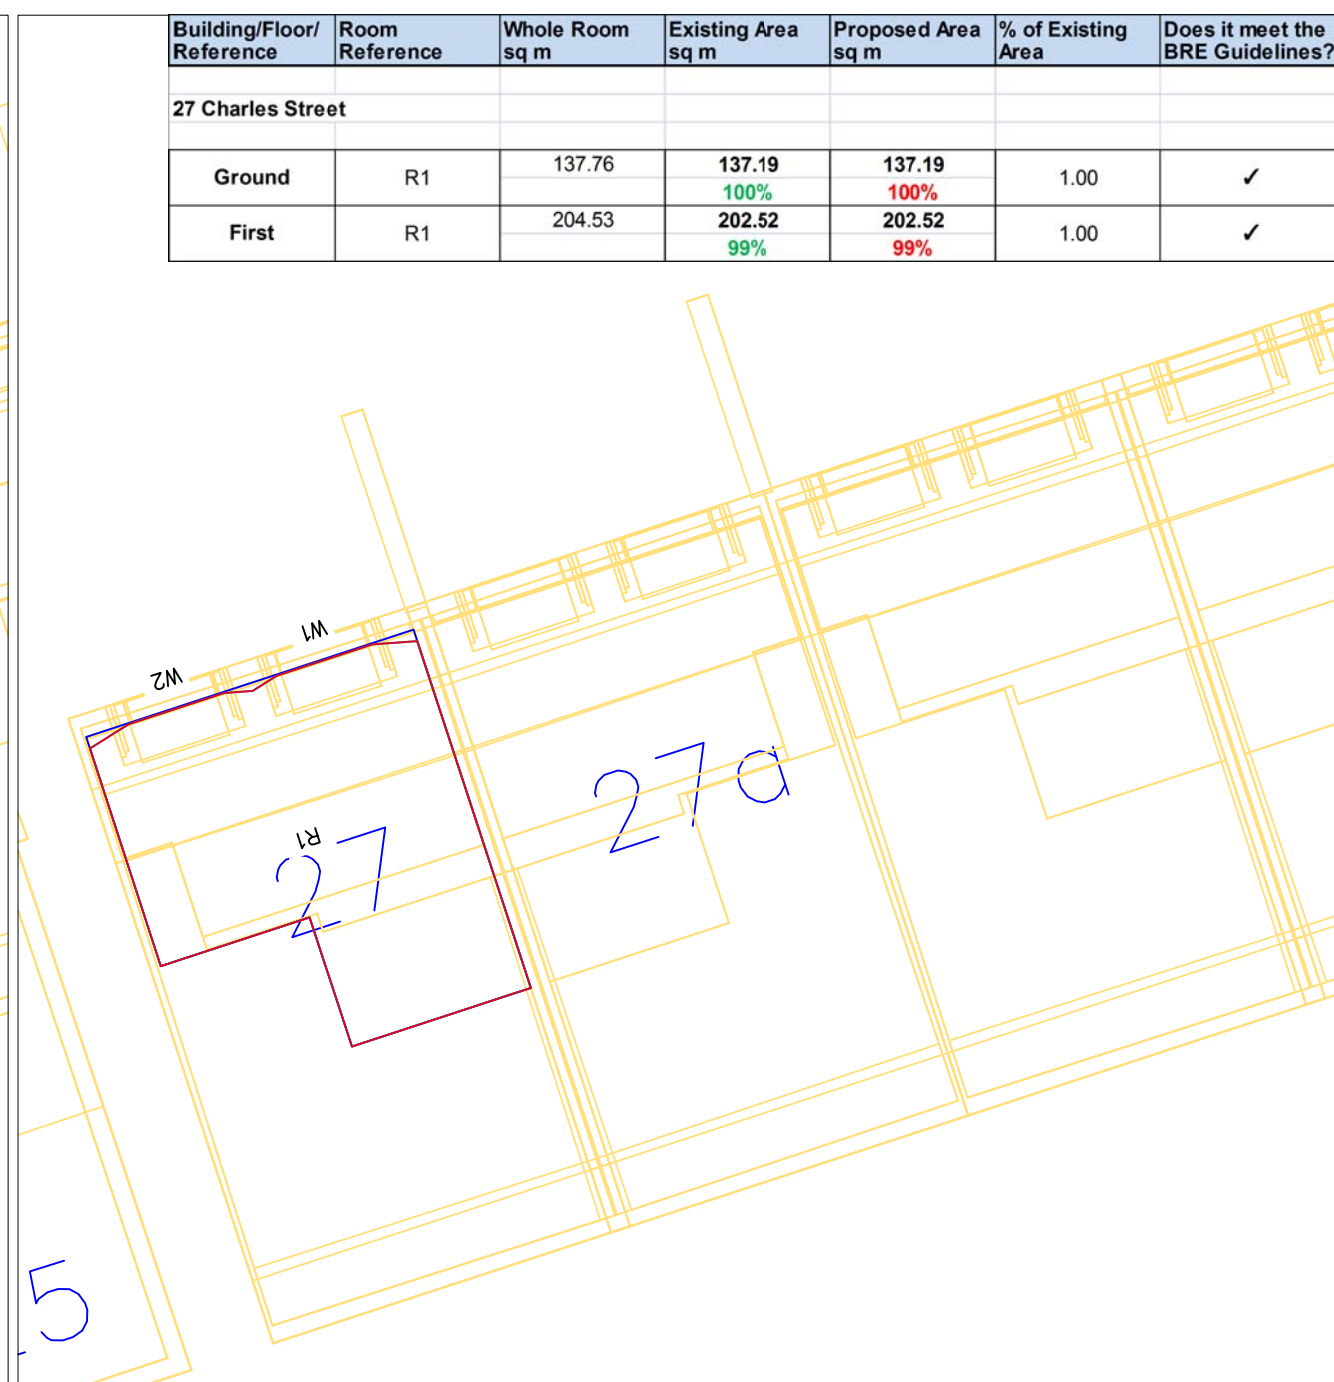 Building/Floor/ Reference Room Reference Whole Room sq m Existing Area sq m Proposed Area sq m % of Existing Area Does it meet the BRE Guidelines?
27 Charles Street
Ground R1 137.76 137.19 137.19 1.00 ✓
100% 100%
First R1 204.53 202.52 202.52 1.00 ✓
99% 99%
W1
W2
27a
R1
27
5